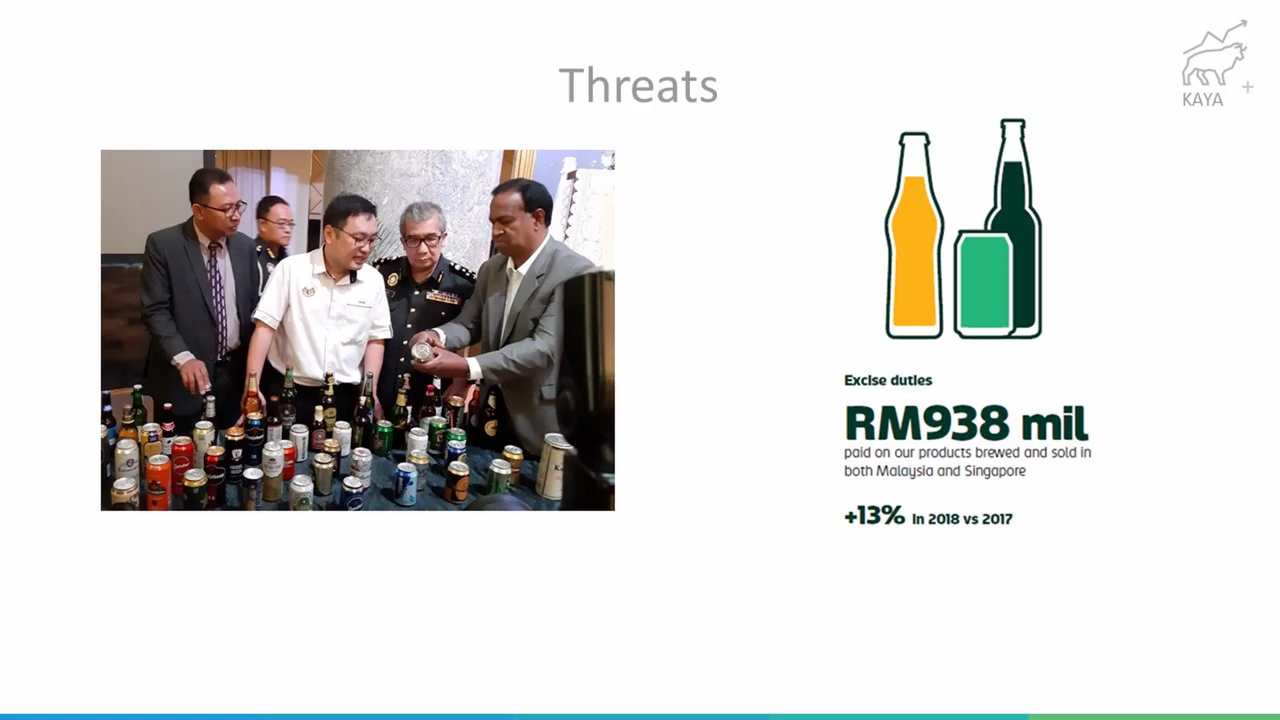 KAYA +
Threats
Excise duties
RM938 mil
paid on our products brewed and sold in
both Malaysia and Singapore
+13% In 2018 vs 2017